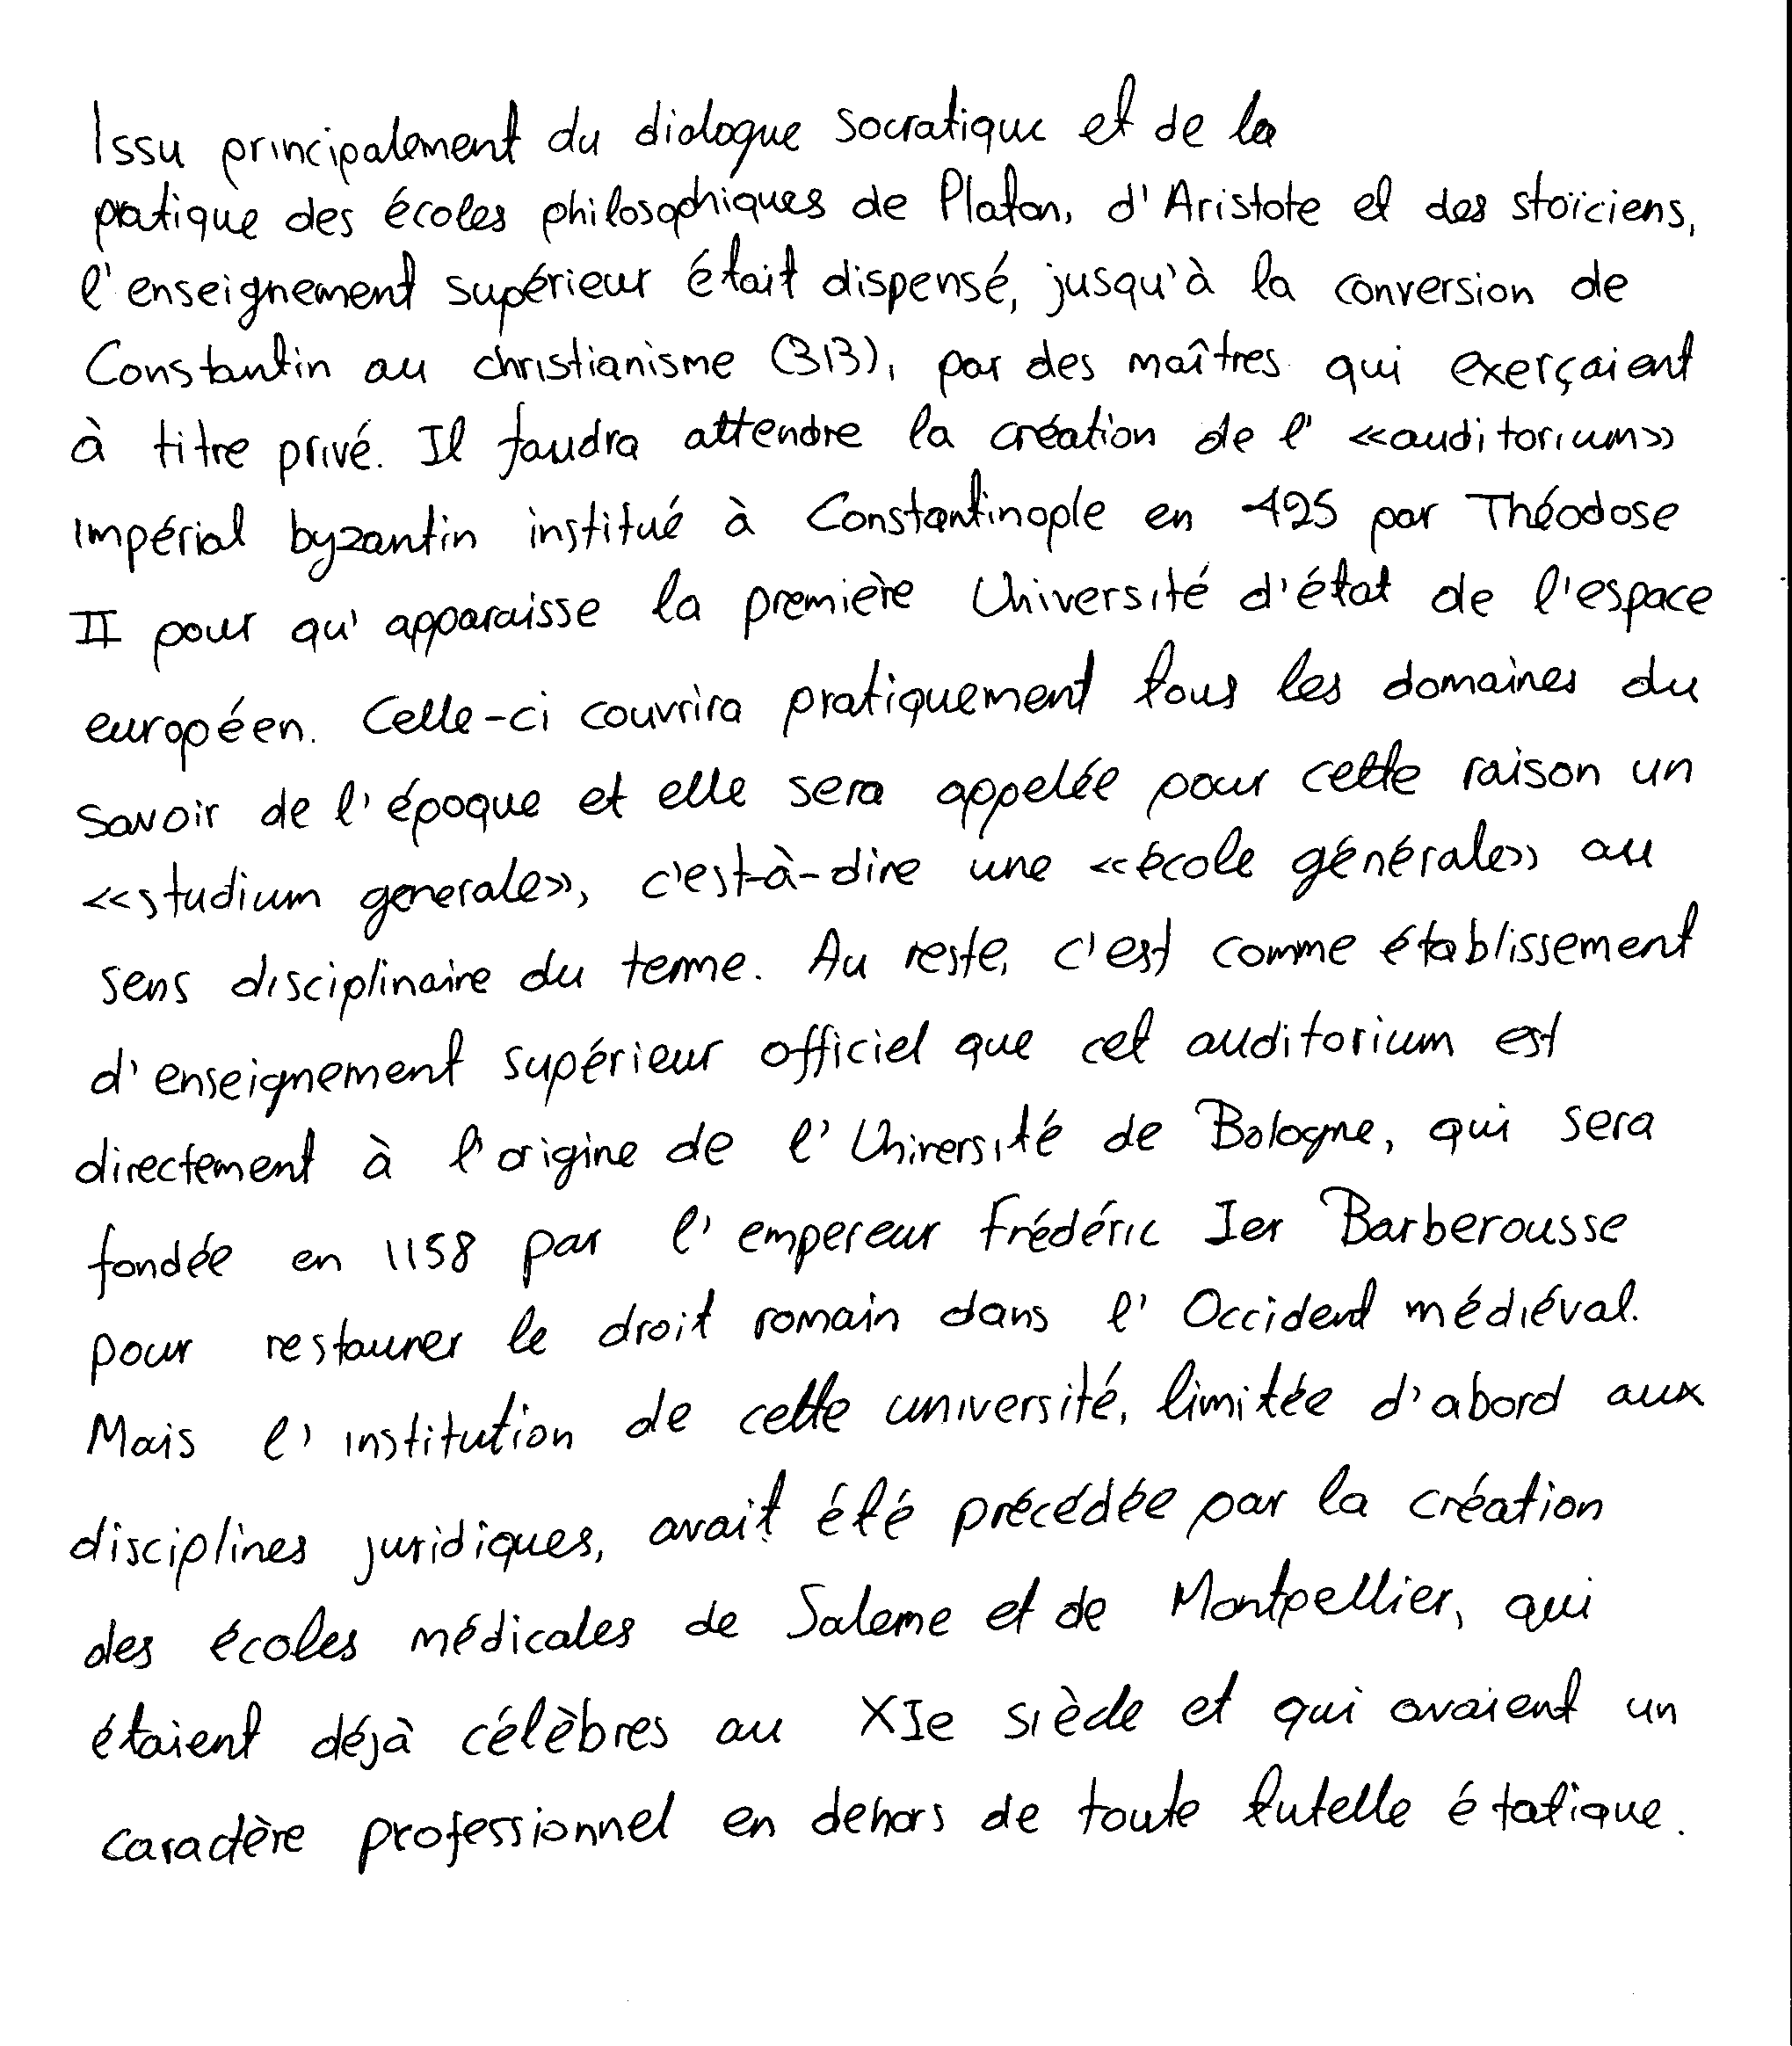 Issu principalement du dialogue socratique et de la
pratique des écoles philosophiques de Platon, d'Aristote et des stoïciens,
l'enseignement supérieur était dispensé, jusqu'à la conversion de
Constantin au christianisme (313), par des maîtres qui exerçaient
à titre privé. Il faudra attendre la création de l' «auditorium»
impérial byzantin institué à Constantinople en 425 par Théodose
II pour qu'apparaisse la première Université d'état de l'espace
européen. Celle-ci couvrira pratiquement tous les domaines du
savoir de l'époque et elle sera appelée pour cette raison un
«studium generale», c'est-à-dire une «école générale» au
sens disciplinaire du terme. Au reste, c'est comme établissement
d'enseignement supérieur officiel que cet auditorium est
directement à l'origine de l'Université de Bologne, qui sera
fondée en 1158 par l'empereur Frédéric Ier Barberousse
pour restaurer le droit romain dans l'Occident médiéval.
Mais l'institution de cette université, limitée d'abord aux
disciplines juridiques, avait été précédée par la création
des écoles médicales de Salerne et de Montpellier, qui
étaient déjà célèbres au XIe siècle et qui avaient un
caractère professionnel en dehors de toute tutelle étatique.